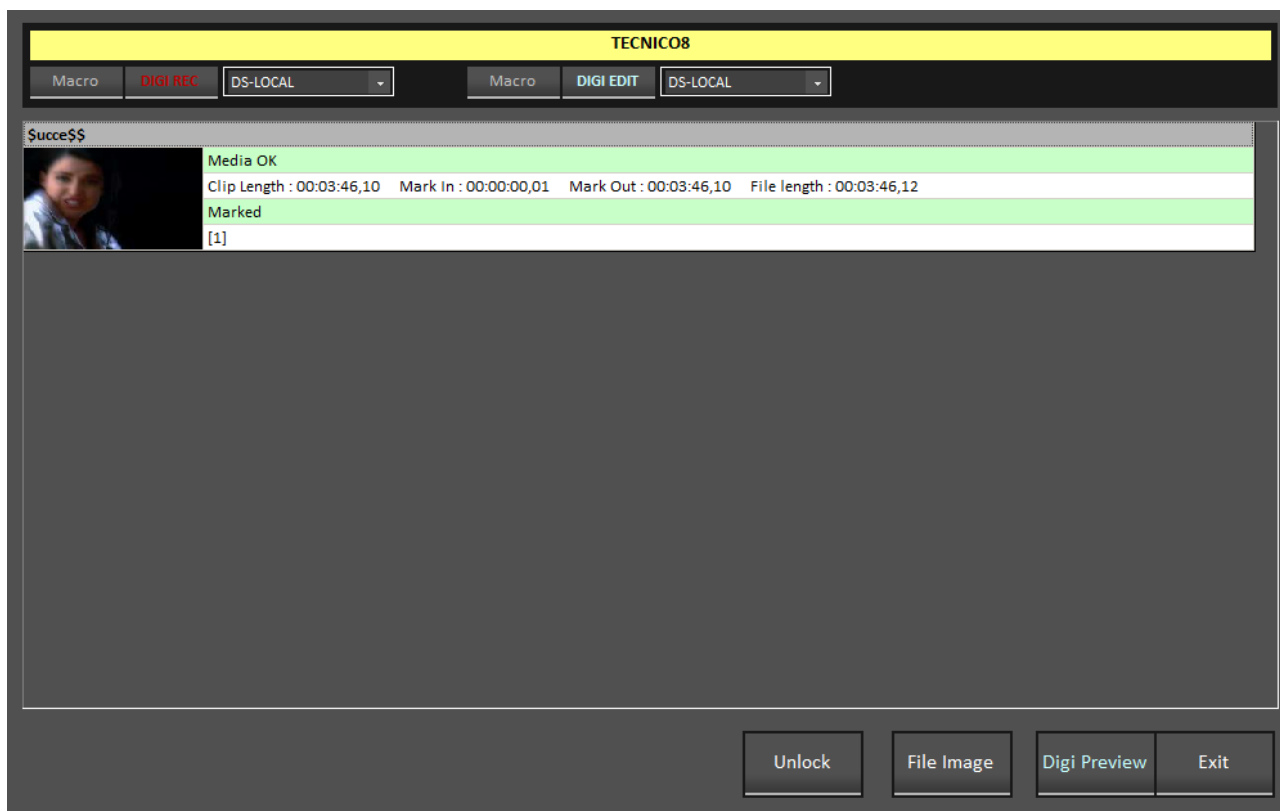 TECNICO8
Macro DIGI REC DS-LOCAL Macro DIGI EDIT DS-LOCAL
$ucce$$
Media OK
Clip Length : 00:03:46,10 Mark In : 00:00:00,01 Mark Out : 00:03:46,10 File length : 00:03:46,12
Marked
[1]
Unlock File Image Digi Preview Exit